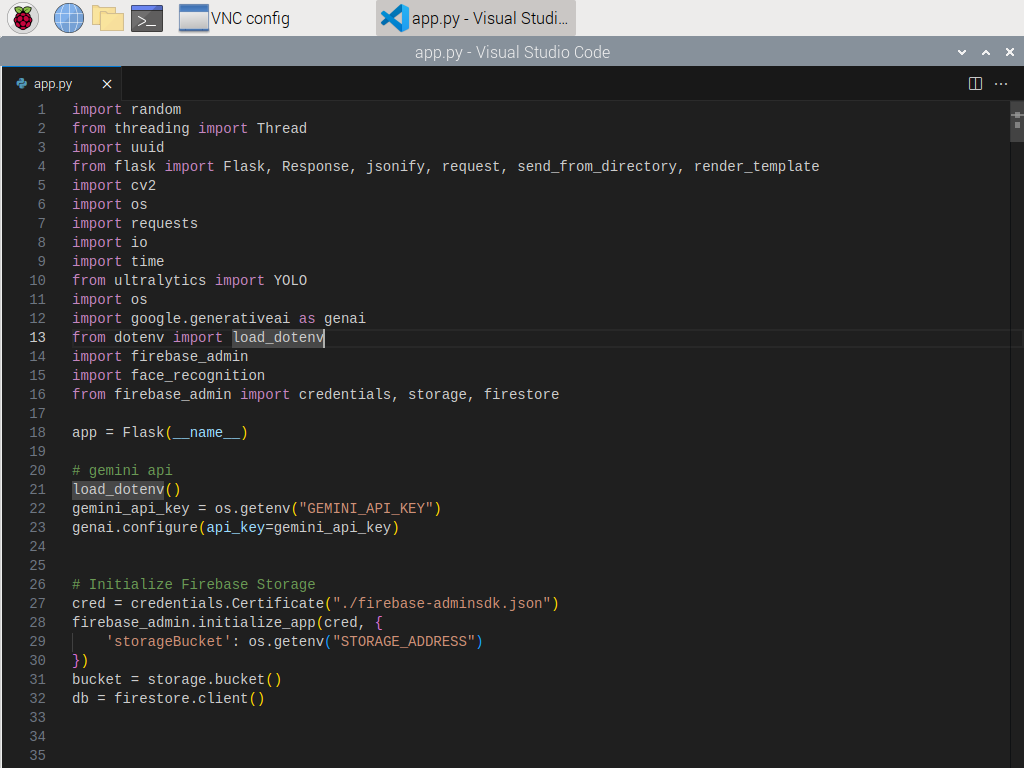 VNC config
app.py - Visual Studi...
app.py - Visual Studio Code
app.py
1 import random
2 from threading import Thread
3 import uuid
4 from flask import Flask, Response, jsonify, request, send_from_directory, render_template
5 import cv2
6 import os
7 import requests
8 import io
9 import time
10 from ultralytics import YOLO
11 import os
12 import google.generativeai as genai
13 from dotenv import load_dotenv
14 import firebase_admin
15 import face_recognition
16 from firebase_admin import credentials, storage, firestore
17
18 app = Flask(__name__)
19
20 # gemini api
21 load_dotenv()
22 gemini_api_key = os.getenv("GEMINI_API_KEY")
23 genai.configure(api_key=gemini_api_key)
24
25
26 # Initialize Firebase Storage
27 cred = credentials.Certificate("./firebase-adminsdk.json")
28 firebase_admin.initialize_app(cred, {
29     'storageBucket': os.getenv("STORAGE_ADDRESS")
30 })
31 bucket = storage.bucket()
32 db = firestore.client()
33
34
35